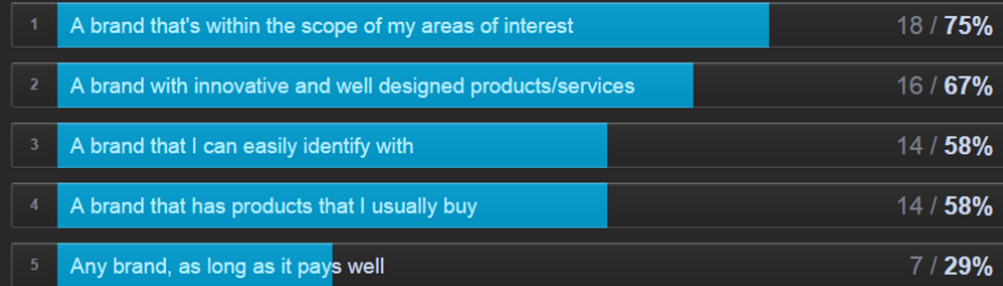 1 A brand that's within the scope of my areas of interest 18 / 75%
2 A brand with innovative and well designed products/services 16 / 67%
3 A brand that I can easily identify with 14 / 58%
4 A brand that has products that I usually buy 14 / 58%
5 Any brand, as long as it pays well 7 / 29%